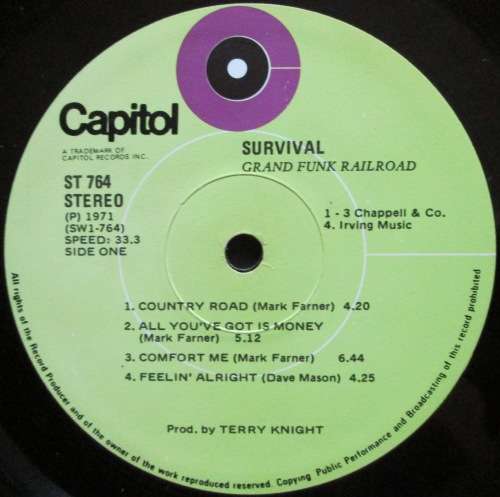 Capitol
A TRADEMARK OF
CAPITOL RECORDS INC.
SURVIVAL
GRAND FUNK RAILROAD
ST 764
STEREO
(P) 1971
(SW1-764)
SPEED: 33.3
SIDE ONE
1 - 3 Chappell & Co.
4. Irving Music
1. COUNTRY ROAD (Mark Farner) 4.20
2. ALL YOU'VE GOT IS MONEY
(Mark Farner) 5.12
3. COMFORT ME (Mark Farner) 6.44
4. FEELIN' ALRIGHT (Dave Mason) 4.25
Prod. by TERRY KNIGHT
All rights of the Record Producer and of the owner of the work reproduced reserved. Copying Public Performance and Broadcasting of this record prohibited